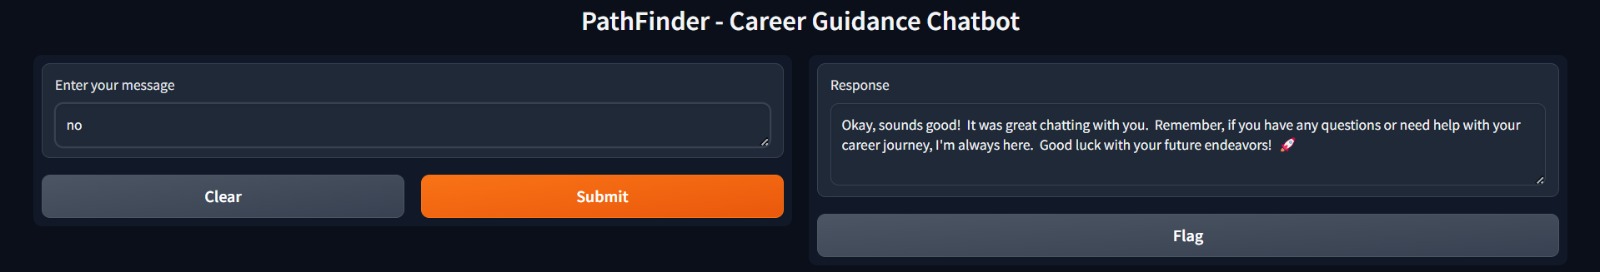 PathFinder - Career Guidance Chatbot
Enter your message
no
Clear
Submit
Response
Okay, sounds good!  It was great chatting with you.  Remember, if you have any questions or need help with your
career journey, I'm always here.  Good luck with your future endeavors!  🚀
Flag